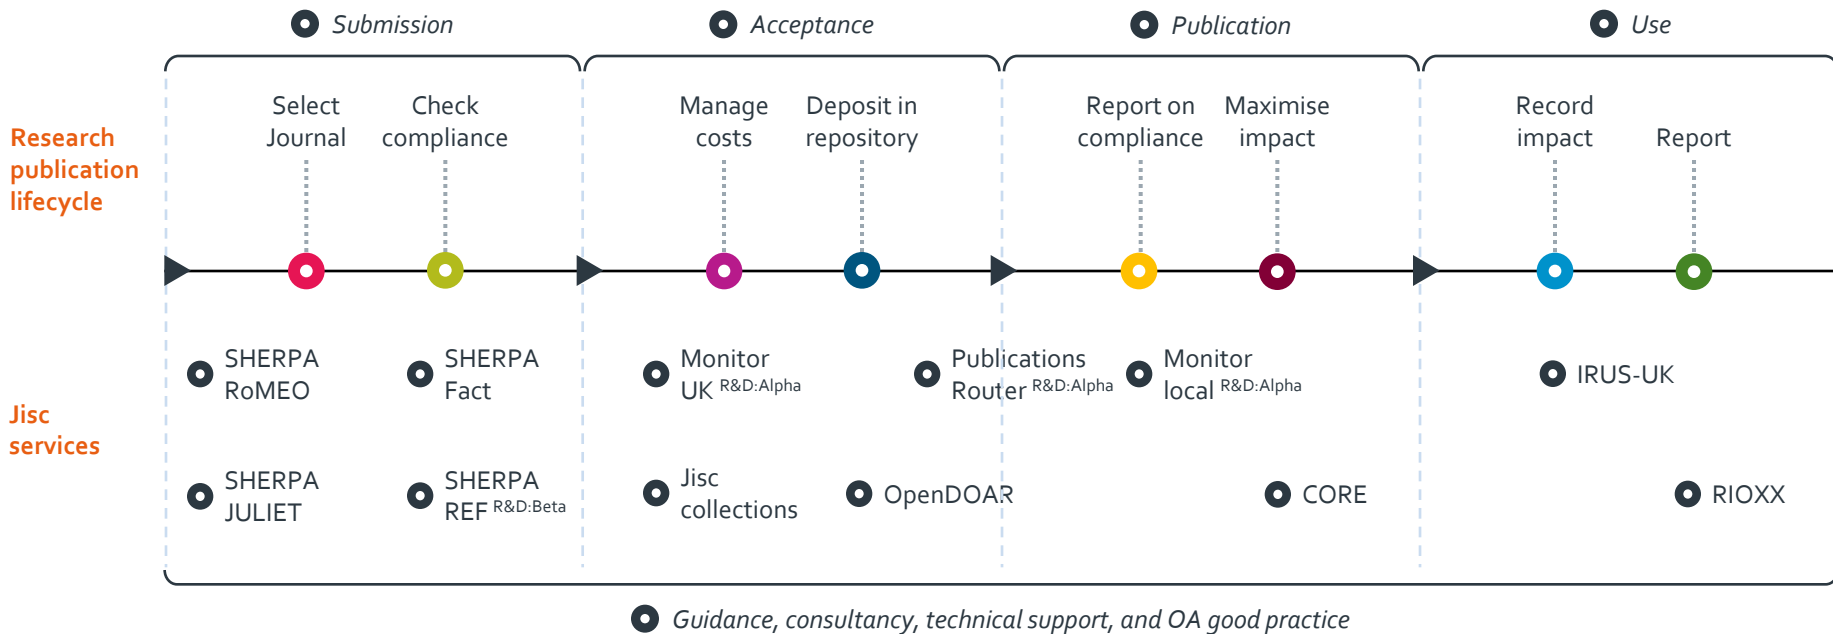 Submission
Acceptance
Publication
Use
Research
publication
lifecycle
Select
Journal
Check
compliance
Manage
costs
Deposit in
repository
Report on
compliance
Maximise
impact
Record
impact
Report
Jisc
services
SHERPA
RoMEO
SHERPA
Fact
Monitor
UK R&D:Alpha
Publications
Router R&D:Alpha
Monitor
local R&D:Alpha
IRUS-UK
SHERPA
JULIET
SHERPA
REF R&D:Beta
Jisc
collections
OpenDOAR
CORE
RIOXX
Guidance, consultancy, technical support, and OA good practice